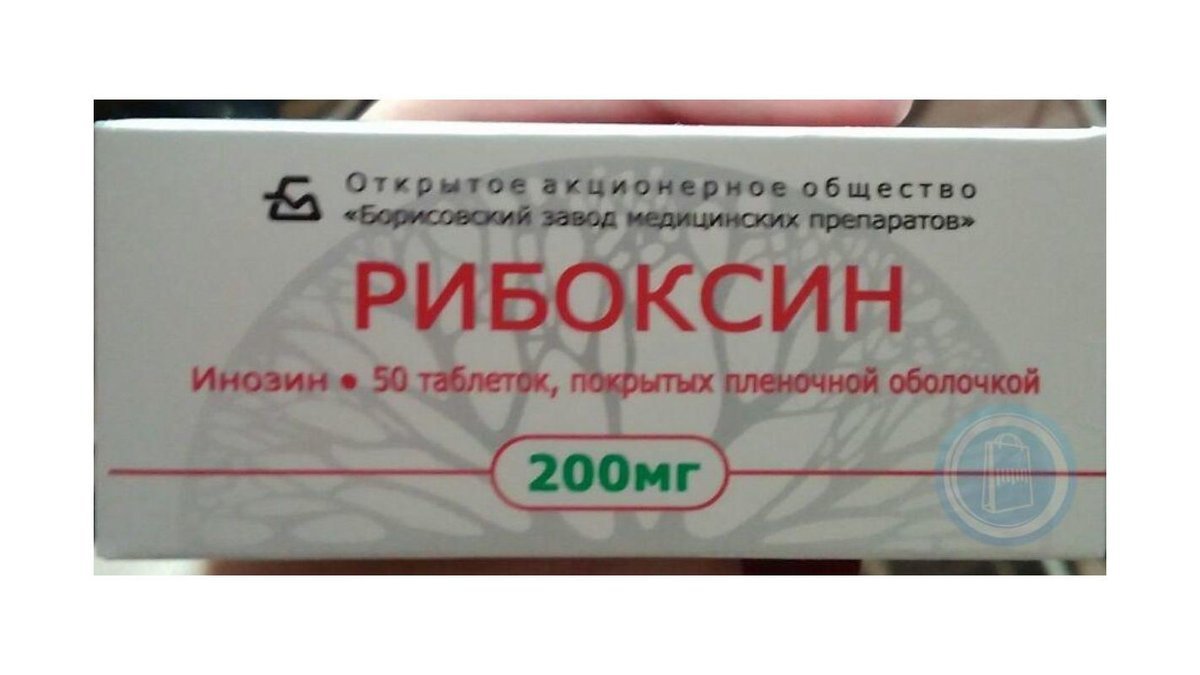 Открытое акционерное общество
«Борисовский завод медицинских препаратов»
РИБОКСИН
Инозин • 50 таблеток, покрытых пленочной оболочкой
200мг